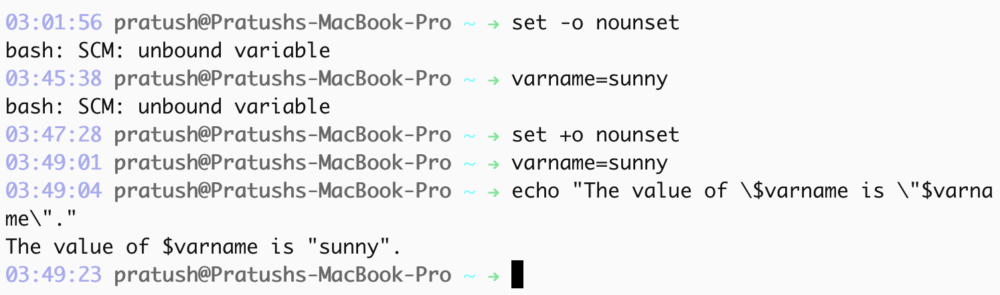 03:01:56 pratush@Pratushs-MacBook-Pro ~ → set -o nounset
bash: SCM: unbound variable
03:45:38 pratush@Pratushs-MacBook-Pro ~ → varname=sunny
bash: SCM: unbound variable
03:47:28 pratush@Pratushs-MacBook-Pro ~ → set +o nounset
03:49:01 pratush@Pratushs-MacBook-Pro ~ → varname=sunny
03:49:04 pratush@Pratushs-MacBook-Pro ~ → echo "The value of \$varname is \"$varna
me\"."
The value of $varname is "sunny".
03:49:23 pratush@Pratushs-MacBook-Pro ~ →